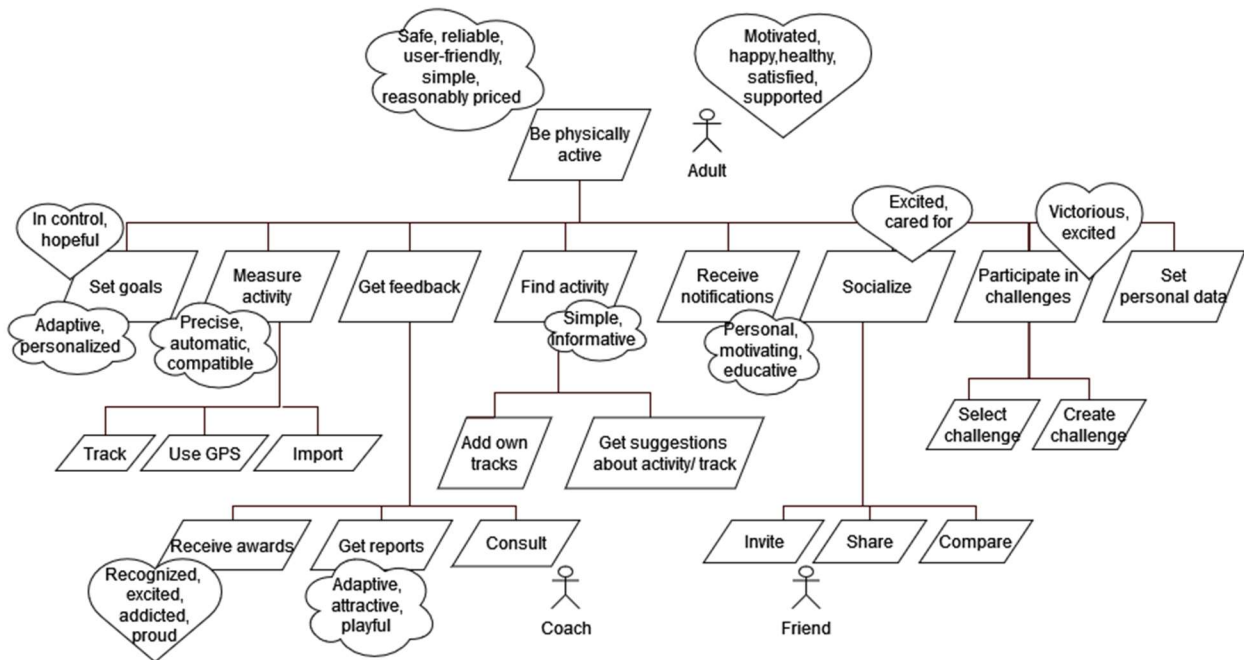 Safe, reliable,
user-friendly,
simple,
reasonably priced
Motivated,
happy,healthy,
satisfied,
supported
Be physically
active
Adult
In control,
hopeful
Excited,
cared for
Victorious,
excited
Set goals
Measure
activity
Get feedback
Find activity
Receive
notifications
Socialize
Participate in
challenges
Set
personal data
Adaptive,
personalized
Precise,
automatic,
compatible
Simple,
informative
Personal,
motivating,
educative
Track
Use GPS
Import
Add own
tracks
Get suggestions
about activity/ track
Select
challenge
Create
challenge
Receive awards
Get reports
Consult
Invite
Share
Compare
Recognized,
excited,
addicted,
proud
Adaptive,
attractive,
playful
Coach
Friend